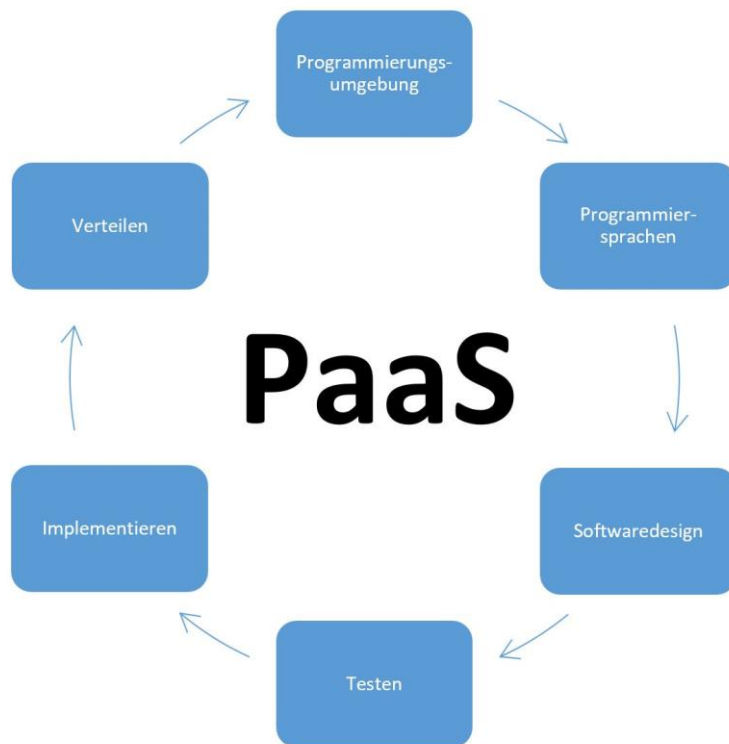 Programmierungs-
umgebung
Programmier-
sprachen
Softwaredesign
Testen
Implementieren
Verteilen
PaaS